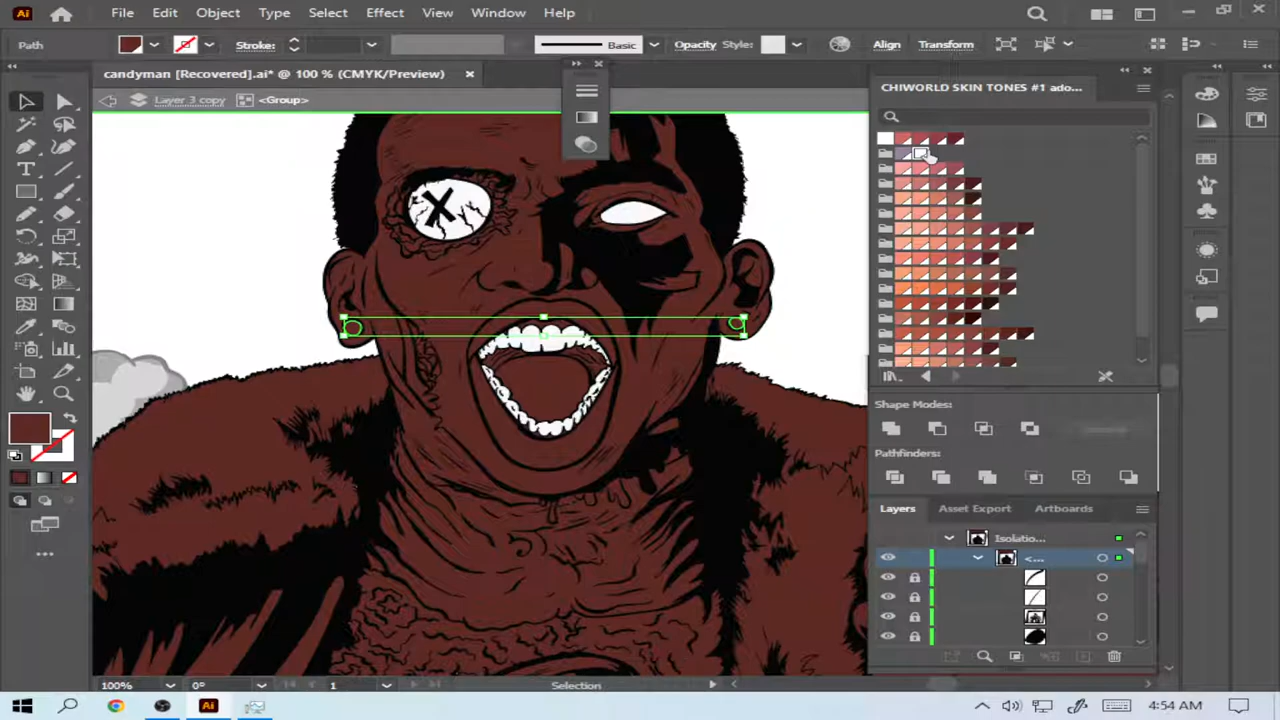 Ai File Edit Object Type Select Effect View Window Help
Path Stroke: Basic Opacity Style: Align Transform
candyman [Recovered].ai* @ 100 % (CMYK/Preview)
Layer 3 copy <Group>
CHIWORLD SKIN TONES #1 ado...
X
Shape Modes:
Pathfinders:
Layers Asset Export Artboards
Isolatio...
<...
100% 0° 1 Selection
Ai 4:54 AM